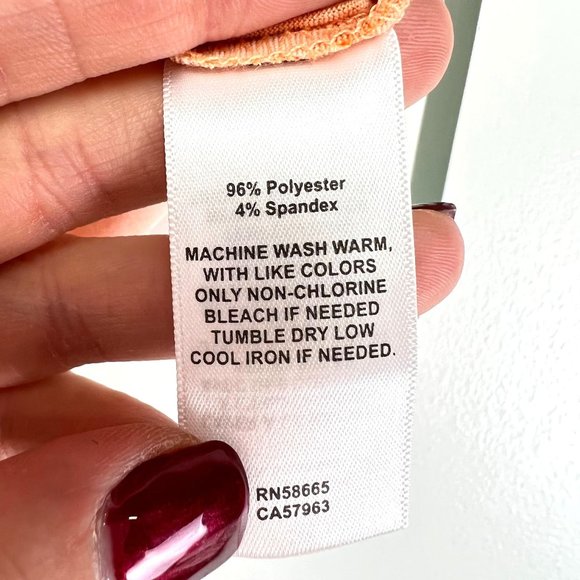 96% Polyester
4% Spandex
MACHINE WASH WARM,
WITH LIKE COLORS
ONLY NON-CHLORINE
BLEACH IF NEEDED
TUMBLE DRY LOW
COOL IRON IF NEEDED.
RN58665
CA57963